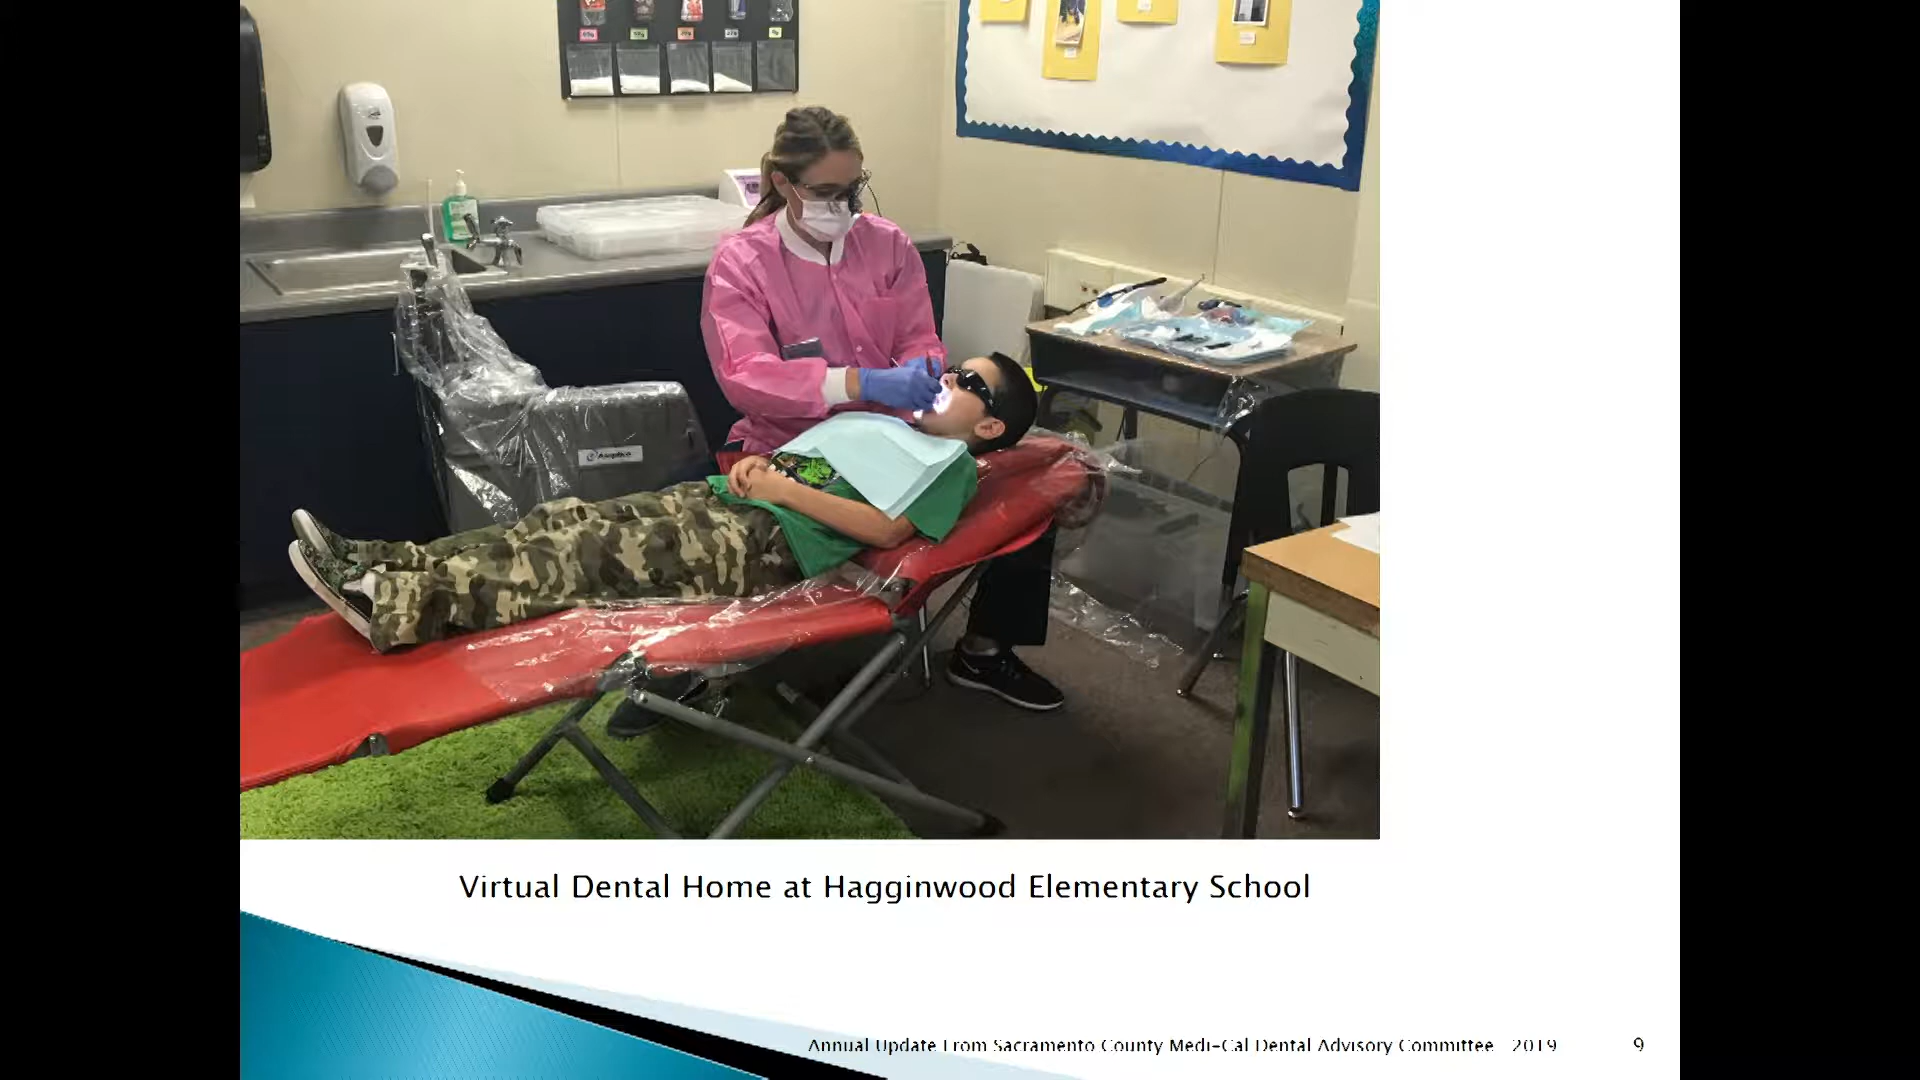 Aseptico
Virtual Dental Home at Hagginwood Elementary School
Annual Update From Sacramento County Medi-Cal Dental Advisory Committee 2019
9